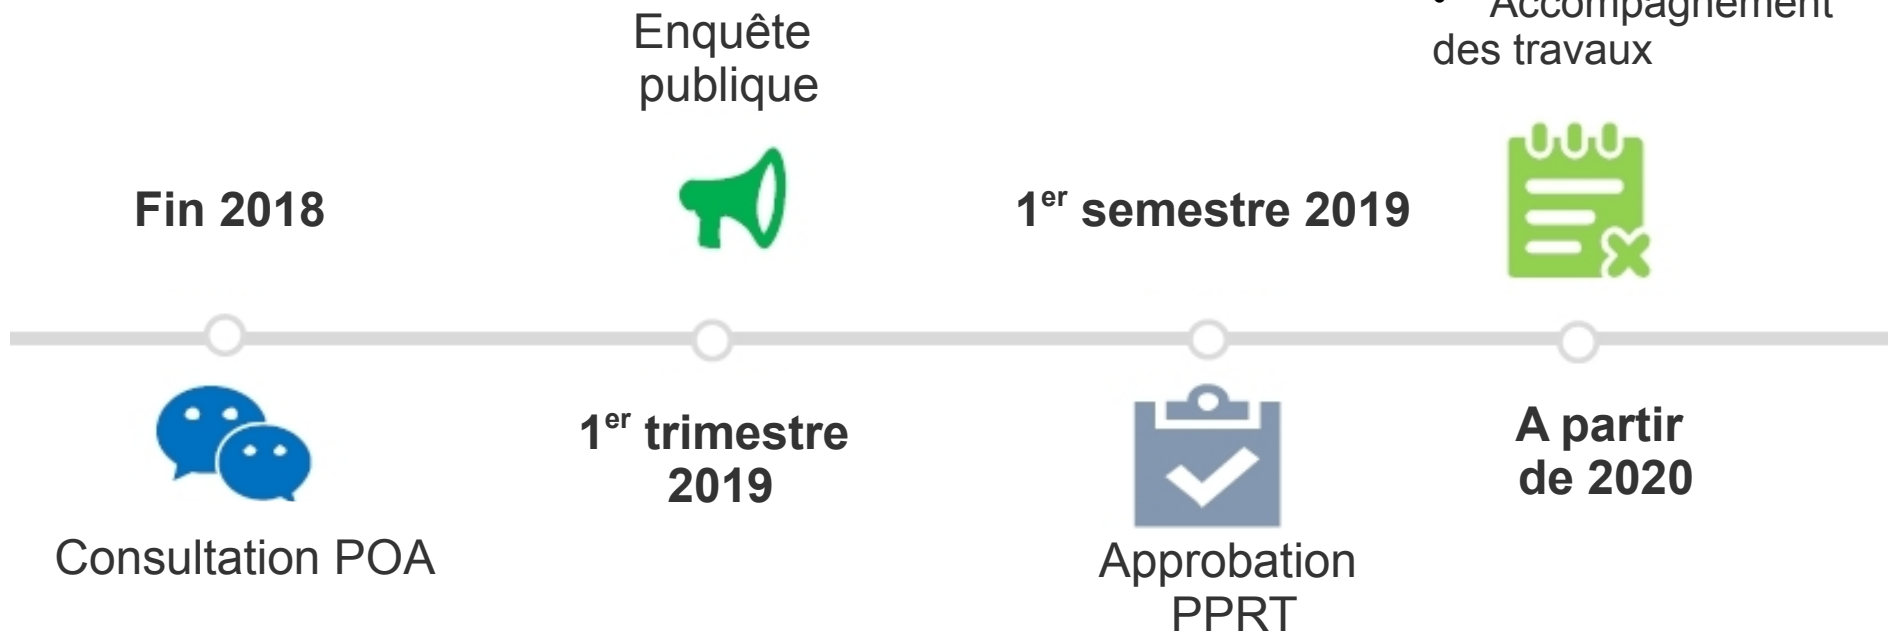 Enquête
publique
• Accompagnement
des travaux
Fin 2018
1er semestre 2019
1er trimestre
2019
A partir
de 2020
Consultation POA
Approbation
PPRT